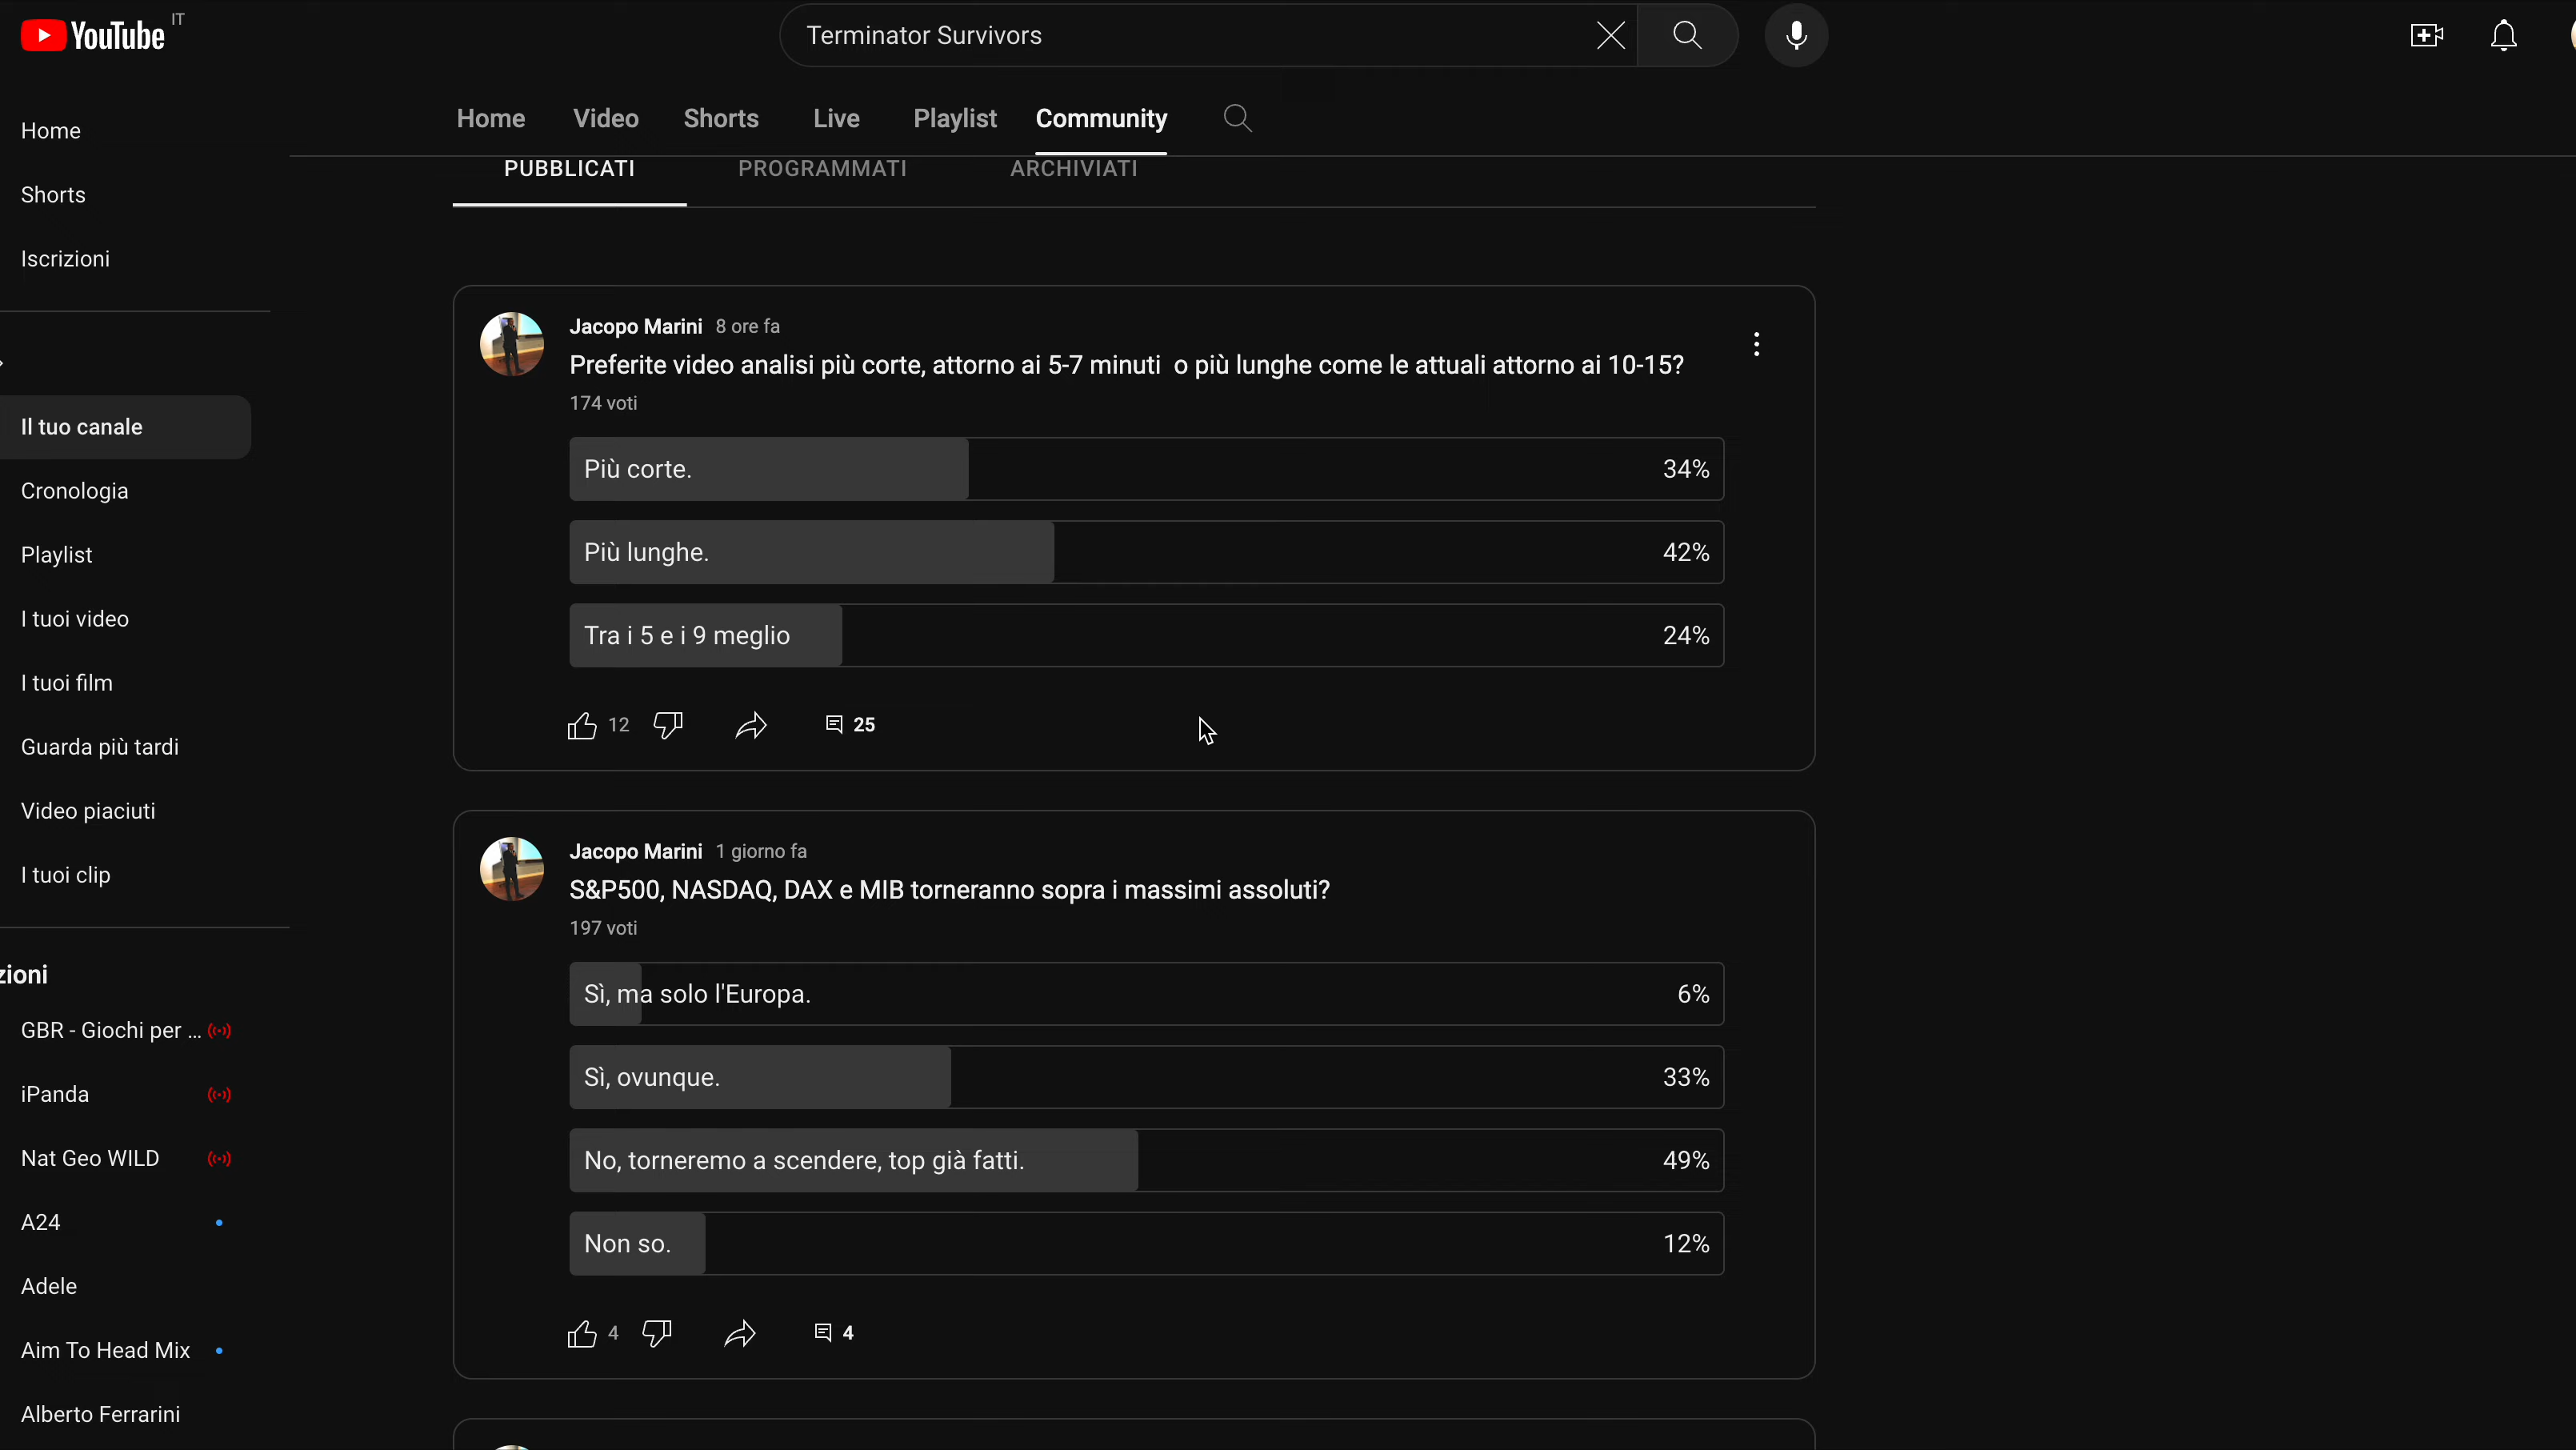 YouTube IT
Terminator Survivors
Home
Shorts
Iscrizioni
Il tuo canale
Cronologia
Playlist
I tuoi video
I tuoi film
Guarda più tardi
Video piaciuti
I tuoi clip
zioni
GBR - Giochi per ...
iPanda
Nat Geo WILD
A24
Adele
Aim To Head Mix
Alberto Ferrarini
Home Video Shorts Live Playlist Community
PUBBLICATI PROGRAMMATI ARCHIVIATI
Jacopo Marini 8 ore fa
Preferite video analisi più corte, attorno ai 5-7 minuti o più lunghe come le attuali attorno ai 10-15?
174 voti
Più corte. 34%
Più lunghe. 42%
Tra i 5 e i 9 meglio 24%
12 25
Jacopo Marini 1 giorno fa
S&P500, NASDAQ, DAX e MIB torneranno sopra i massimi assoluti?
197 voti
Sì, ma solo l'Europa. 6%
Sì, ovunque. 33%
No, torneremo a scendere, top già fatti. 49%
Non so. 12%
4 4